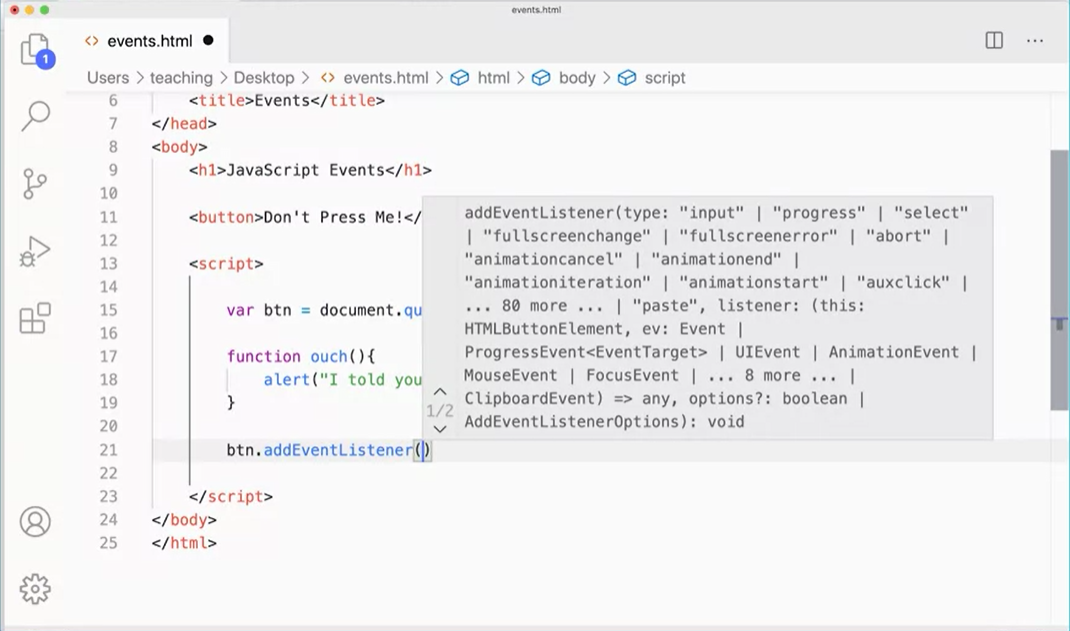 events.html
1
<> events.html ●
Users > teaching > Desktop > <> events.html > html > body > script
6 <title>Events</title>
7 </head>
8 <body>
9 <h1>JavaScript Events</h1>
10
11 <button>Don't Press Me!</
12
13 <script>
14
15 var btn = document.qu
16
17 function ouch(){
18 alert("I told you
19 }
20
21 btn.addEventListener()
22
23 </script>
24 </body>
25 </html>
addEventListener(type: "input" | "progress" | "select"
| "fullscreenchange" | "fullscreenerror" | "abort" |
"animationcancel" | "animationend" |
"animationiteration" | "animationstart" | "auxclick" |
... 80 more ... | "paste", listener: (this:
HTMLButtonElement, ev: Event |
ProgressEvent<EventTarget> | UIEvent | AnimationEvent |
MouseEvent | FocusEvent | ... 8 more ... |
ClipboardEvent) => any, options?: boolean |
AddEventListenerOptions): void
1/2